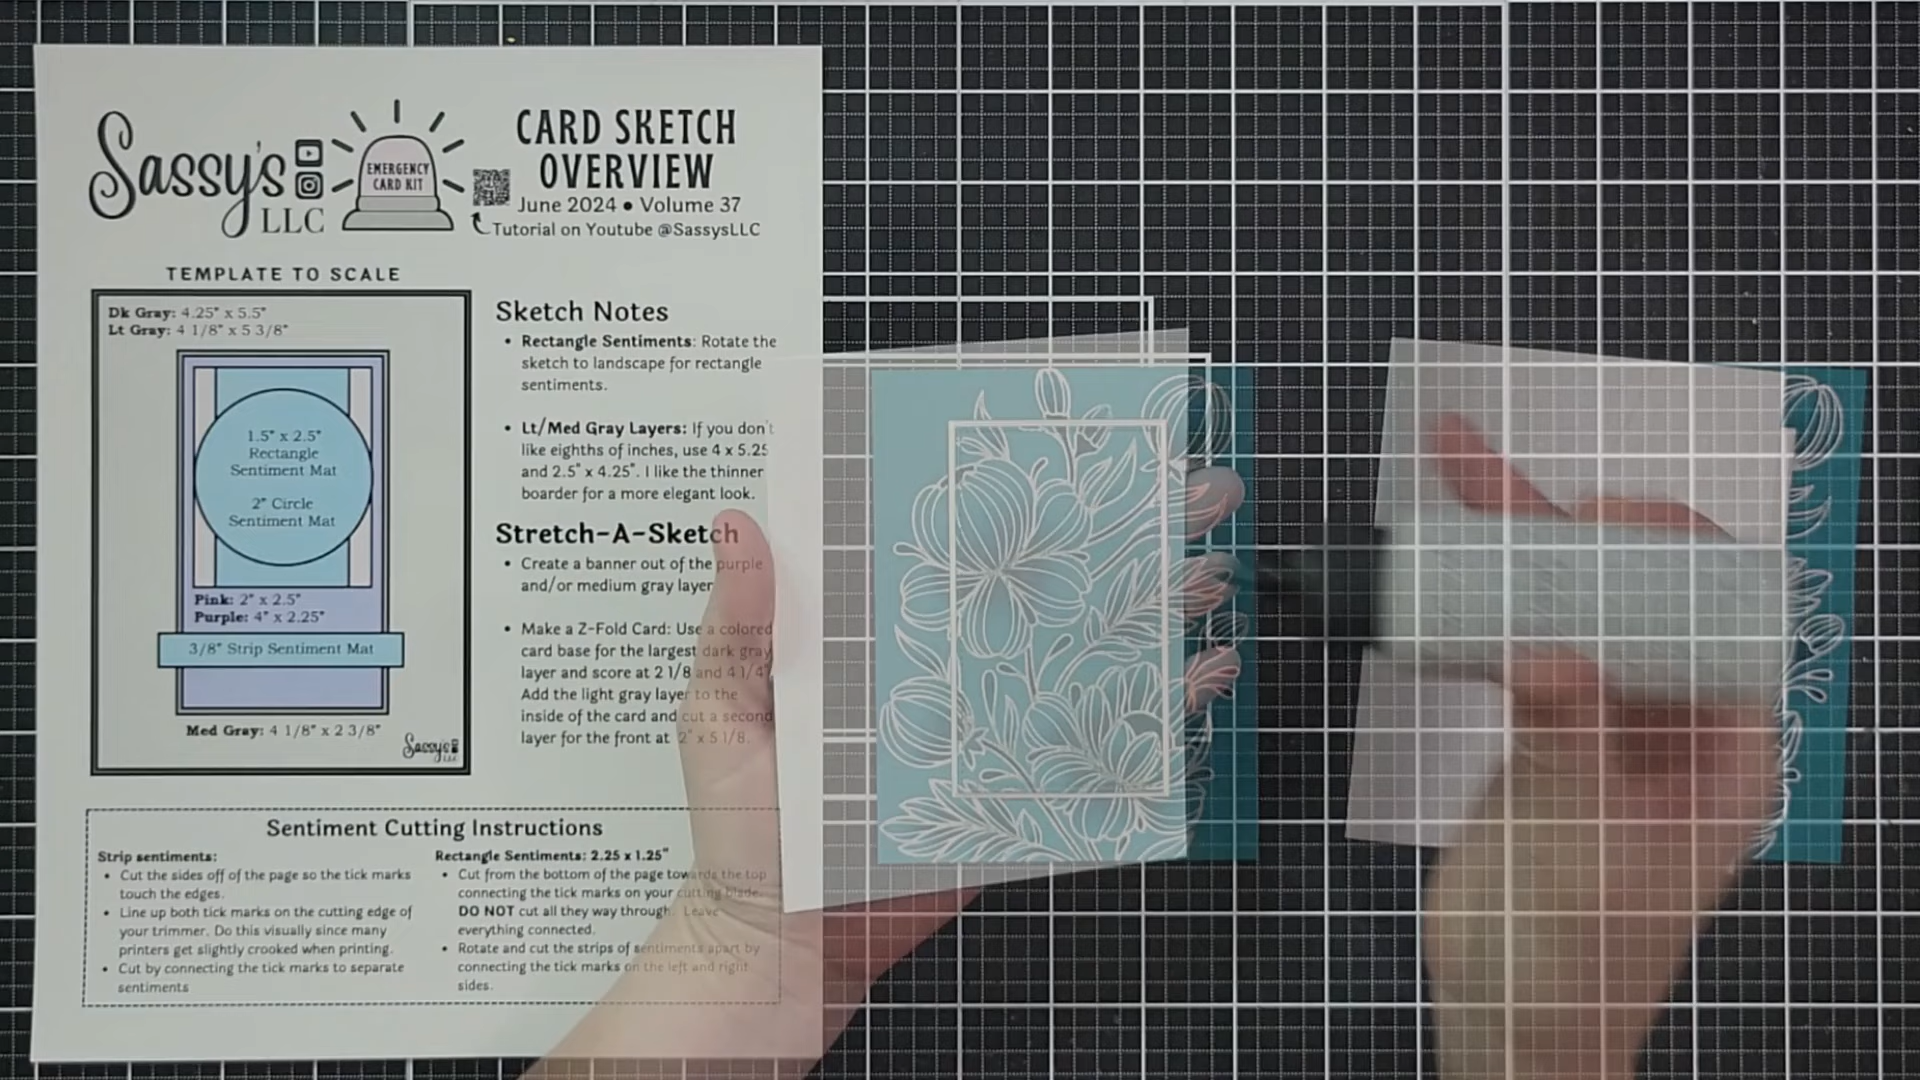 Sassy's
LLC
EMERGENCY
CARD KIT
CARD SKETCH
OVERVIEW
June 2024 • Volume 37
Tutorial on Youtube @SassysLLC
TEMPLATE TO SCALE
Dk Gray: 4.25" x 5.5"
Lt Gray: 4 1/8" x 5 3/8"
1.5" x 2.5"
Rectangle
Sentiment Mat
2" Circle
Sentiment Mat
Pink: 2" x 2.5"
Purple: 4" x 2.25"
3/8" Strip Sentiment Mat
Med Gray: 4 1/8" x 2 3/8"
Sassy's
LLC
Sketch Notes
• Rectangle Sentiments: Rotate the
sketch to landscape for rectangle
sentiments.
• Lt/Med Gray Layers: If you don't
like eighths of inches, use 4 x 5.25
and 2.5" x 4.25". I like the thinner
boarder for a more elegant look.
Stretch-A-Sketch
• Create a banner out of the purple
and/or medium gray layer
• Make a Z-Fold Card: Use a colored
card base for the largest dark gray
layer and score at 2 1/8 and 4 1/4"
Add the light gray layer to the
inside of the card and cut a second
layer for the front at 2" x 5 1/8.
Sentiment Cutting Instructions
Strip sentiments:
• Cut the sides off of the page so the tick marks
touch the edges.
• Line up both tick marks on the cutting edge of
your trimmer. Do this visually since many
printers get slightly crooked when printing.
• Cut by connecting the tick marks to separate
sentiments
Rectangle Sentiments: 2.25 x 1.25"
• Cut from the bottom of the page towards the top
connecting the tick marks on your cutting blade.
DO NOT cut all they way through. Leave
everything connected.
• Rotate and cut the strips of sentiments apart by
connecting the tick marks on the left and right
sides.